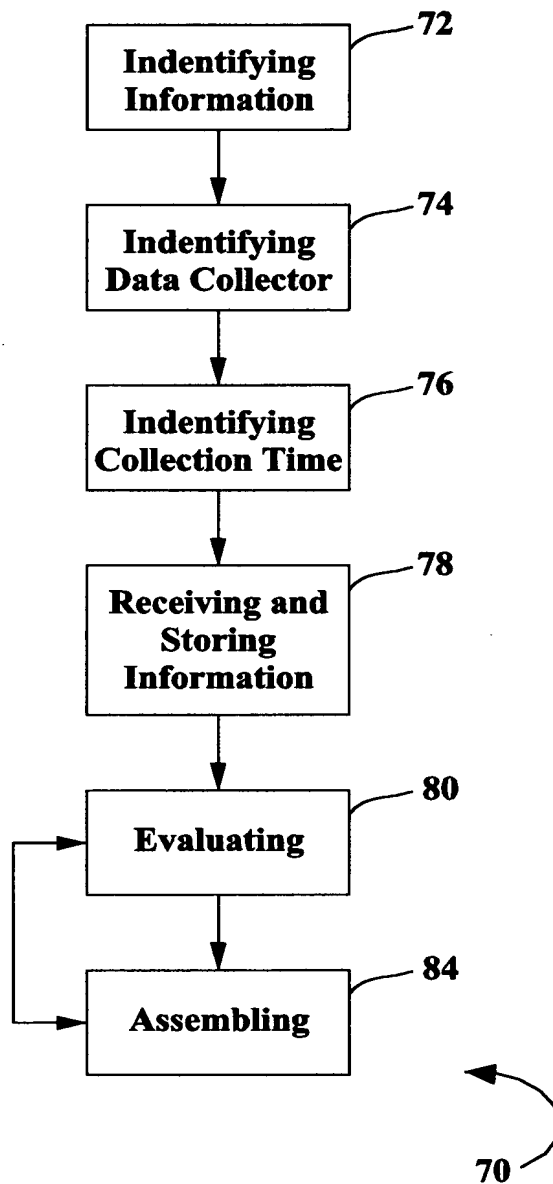 72
Indentifying
Information
74
Indentifying
Data Collector
76
Indentifying
Collection Time
78
Receiving and
Storing
Information
80
Evaluating
84
Assembling
70